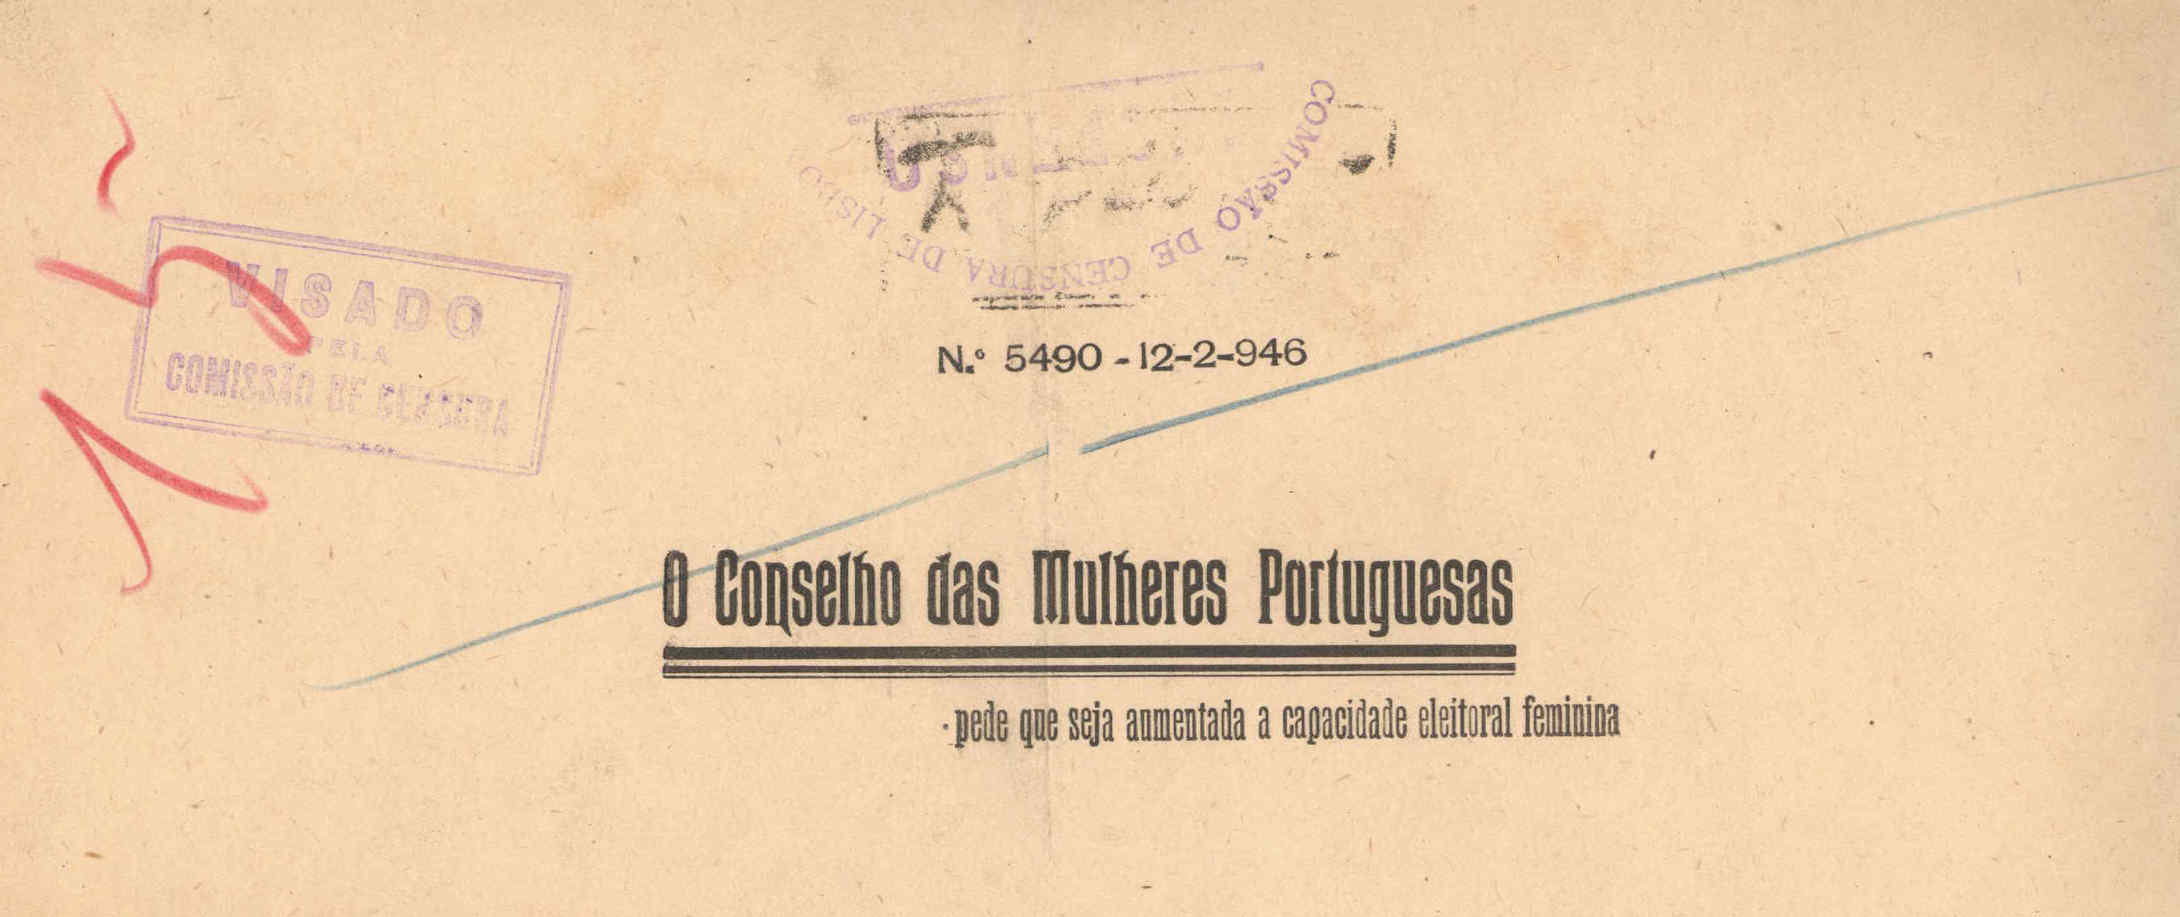 COMISSÃO DE CENSURA DE LISBO
VISADO
PELA
COMISSÃO DE CENSURA
N.º 5490 - 12-2-946
O Conselho das Mulheres Portuguesas
pede que seja aumentada a capacidade eleitoral feminina